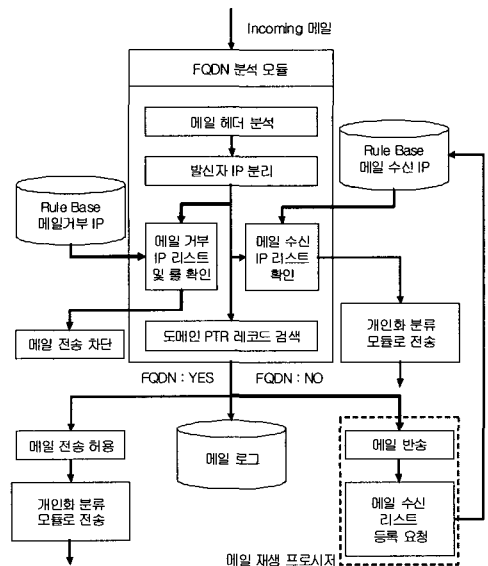 Incoming 메일
FQDN 분석 모듈
메일 헤더 분석
발신자 IP 분리
Rule Base
메일 수신 IP
Rule Base
메일거부 IP
메일 거부
IP 리스트
및 룰 확인
메일 수신
IP 리스트
확인
메일 전송 차단
도메인 PTR 레코드 검색
개인화 분류
모듈로 전송
FQDN : YES
FQDN : NO
메일 전송 허용
메일 로그
메일 반송
개인화 분류
모듈로 전송
메일 수신
리스트
등록 요청
메일 재생 프로시저